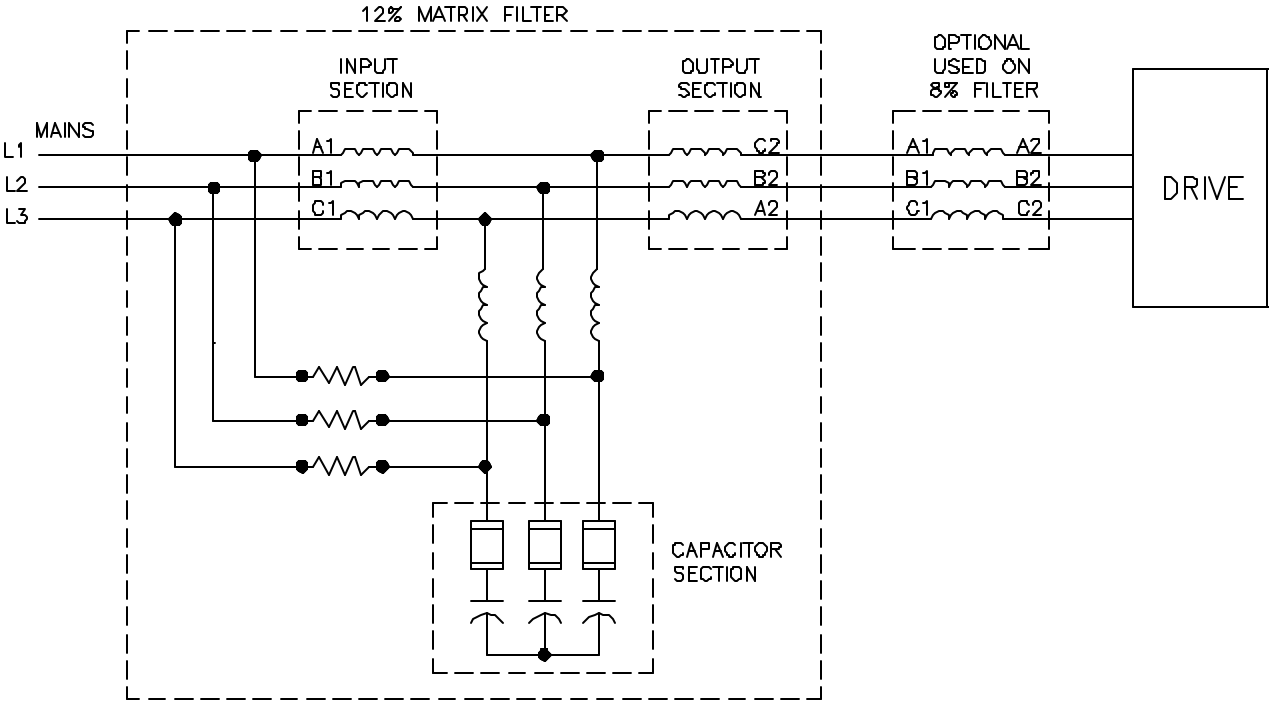 12% MATRIX FILTER
INPUT
SECTION
OUTPUT
SECTION
OPTIONAL
USED ON
8% FILTER
MAINS
L1
A1
C2
A1
A2
L2
B1
B2
B1
B2
L3
C1
A2
C1
C2
DRIVE
CAPACITOR
SECTION